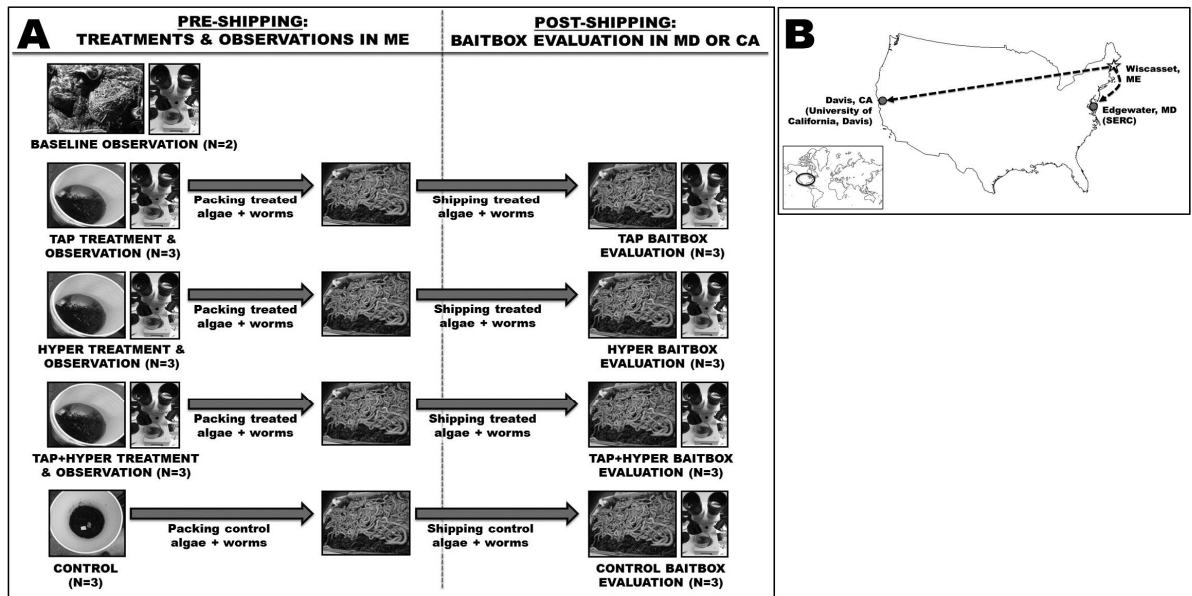 A
PRE-SHIPPING:
TREATMENTS & OBSERVATIONS IN ME
POST-SHIPPING:
BAITBOX EVALUATION IN MD OR CA
BASELINE OBSERVATION (N=2)
Packing treated
algae + worms
Shipping treated
algae + worms
TAP TREATMENT &
OBSERVATION (N=3)
TAP BAITBOX
EVALUATION (N=3)
Packing treated
algae + worms
Shipping treated
algae + worms
HYPER TREATMENT &
OBSERVATION (N=3)
HYPER BAITBOX
EVALUATION (N=3)
Packing treated
algae + worms
Shipping treated
algae + worms
TAP+HYPER TREATMENT
& OBSERVATION (N=3)
TAP+HYPER BAITBOX
EVALUATION (N=3)
Packing control
algae + worms
Shipping control
algae + worms
CONTROL
(N=3)
CONTROL BAITBOX
EVALUATION (N=3)
B
Wiscasset,
ME
Davis, CA
(University of
California, Davis)
Edgewater, MD
(SERC)